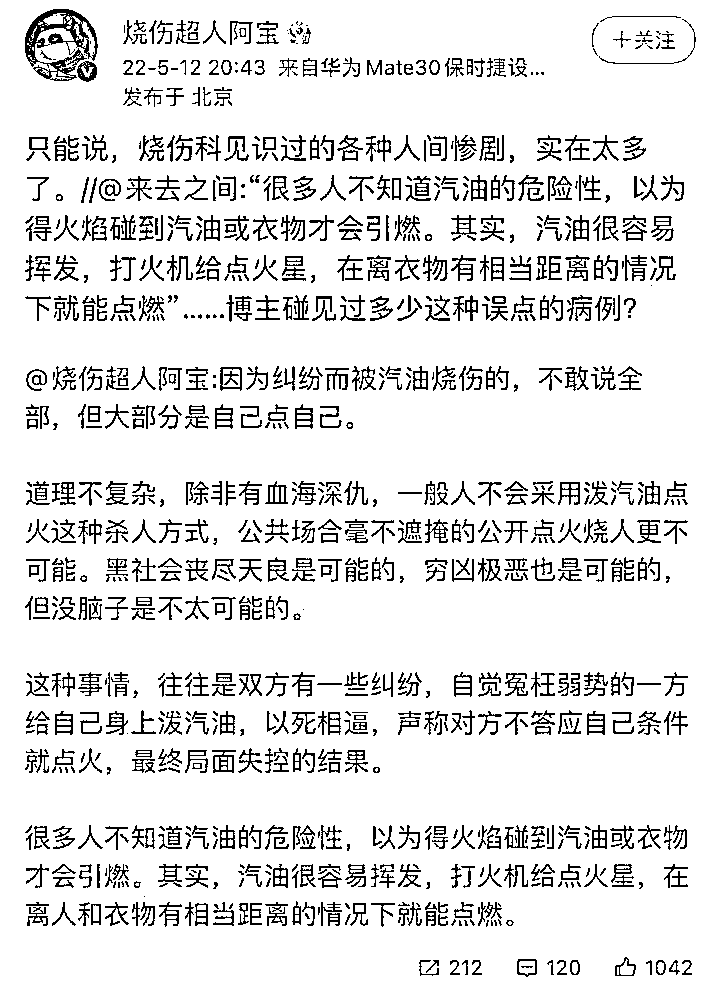 烧伤超人阿宝
+关注
22-5-12 20:43 来自华为Mate30保时捷设...
发布于 北京
只能说，烧伤科见识过的各种人间惨剧，实在太多
了。//@来去之间:“很多人不知道汽油的危险性，以为
得火焰碰到汽油或衣物才会引燃。其实，汽油很容易
挥发，打火机给点火星，在离衣物有相当距离的情况
下就能点燃”......博主碰见过多少这种误点的病例？
@烧伤超人阿宝:因为纠纷而被汽油烧伤的，不敢说全
部，但大部分是自己点自己。
道理不复杂，除非有血海深仇，一般人不会采用泼汽油点
火这种杀人方式，公共场合毫不遮掩的公开点火烧人更不
可能。黑社会丧尽天良是可能的，穷凶极恶也是可能的，
但没脑子是不太可能的。
这种事情，往往是双方有一些纠纷，自觉冤枉弱势的一方
给自己身上泼汽油，以死相逼，声称对方不答应自己条件
就点火，最终局面失控的结果。
很多人不知道汽油的危险性，以为得火焰碰到汽油或衣物
才会引燃。其实，汽油很容易挥发，打火机给点火星，在
离人和衣物有相当距离的情况下就能点燃。
212 120 1042